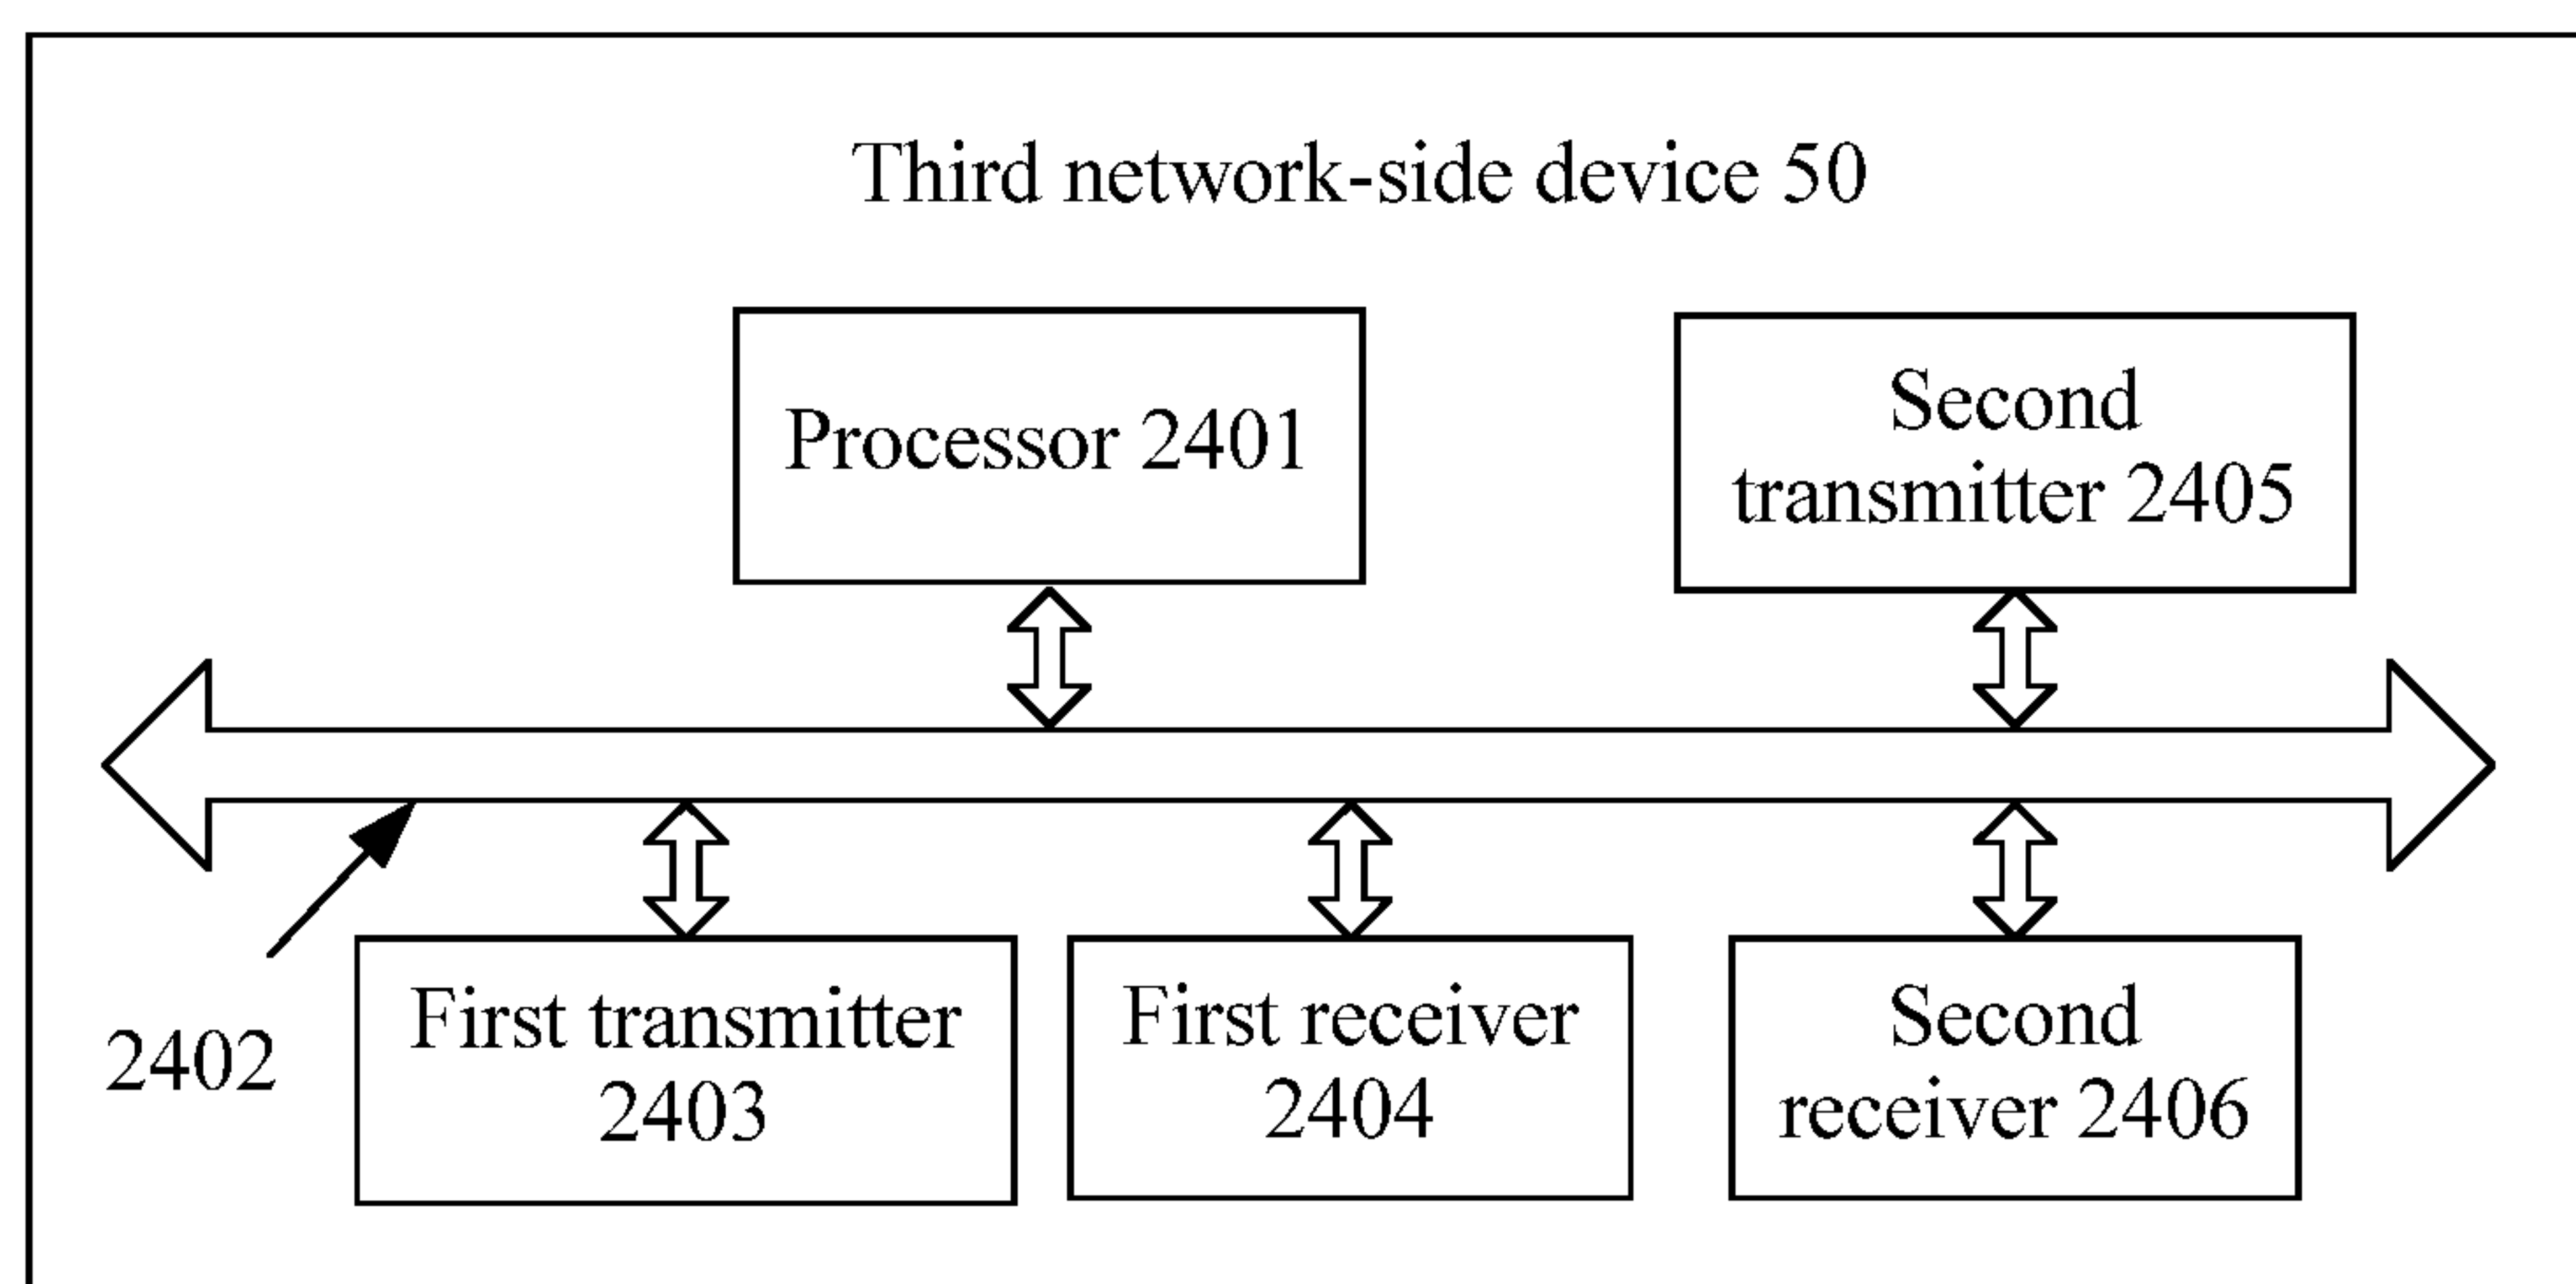 Third network-side device 50
Processor 2401
Second
transmitter 2405
2402
First transmitter
2403
First receiver
2404
Second
receiver 2406